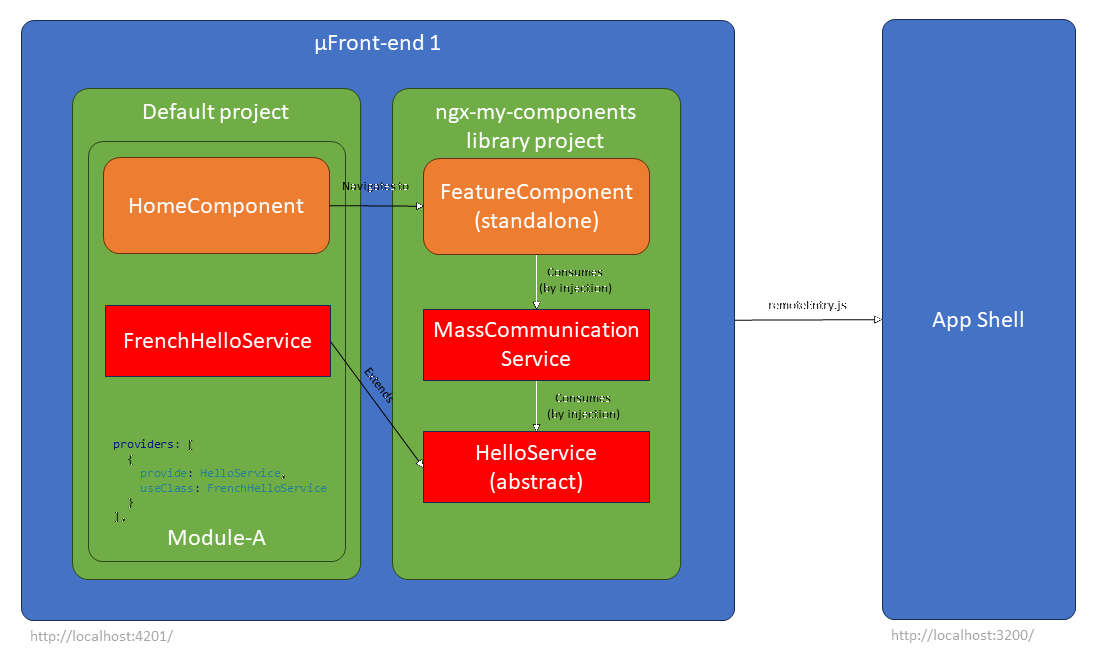 µFront-end 1
Default project
ngx-my-components
library project
HomeComponent
Navigates to
FeatureComponent
(standalone)
Consumes
(by injection)
FrenchHelloService
MassCommunication
Service
remoteEntry.js
App Shell
Extends
Consumes
(by injection)
HelloService
(abstract)
providers: [
{
provide: HelloService,
useClass: FrenchHelloService
}
],
Module-A
http://localhost:4201/
http://localhost:3200/